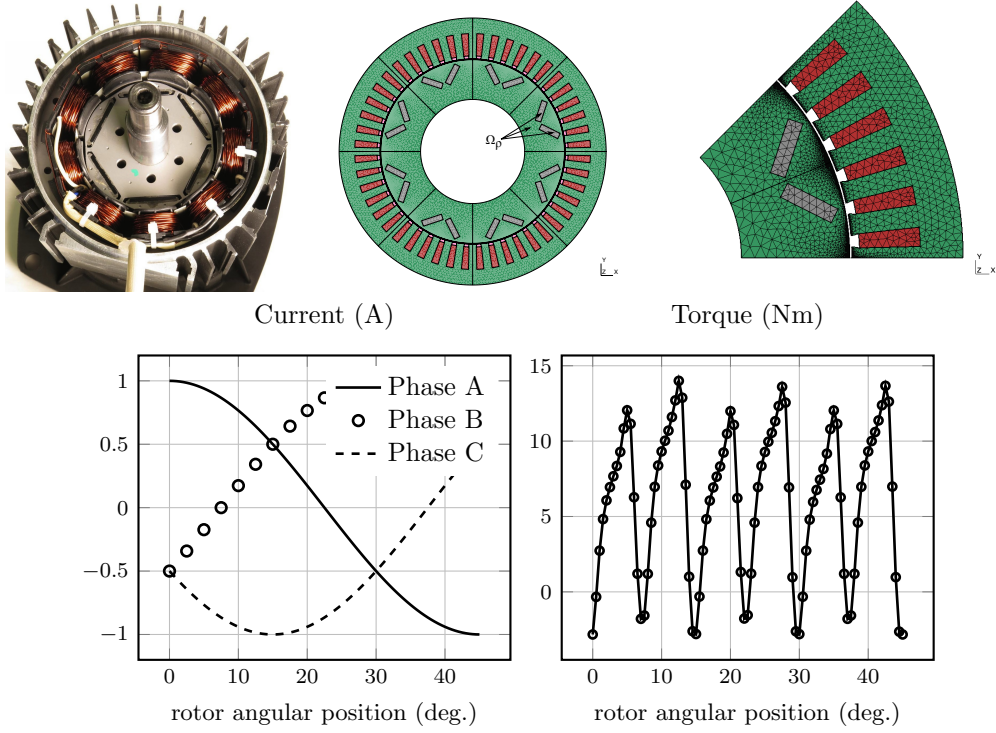 Ωρ
Y
Z X
Y
Z X
Current (A)
Torque (Nm)
1
0.5
0
−0.5
−1
Phase A
Phase B
Phase C
0 10 20 30 40
rotor angular position (deg.)
15
10
5
0
0 10 20 30 40
rotor angular position (deg.)